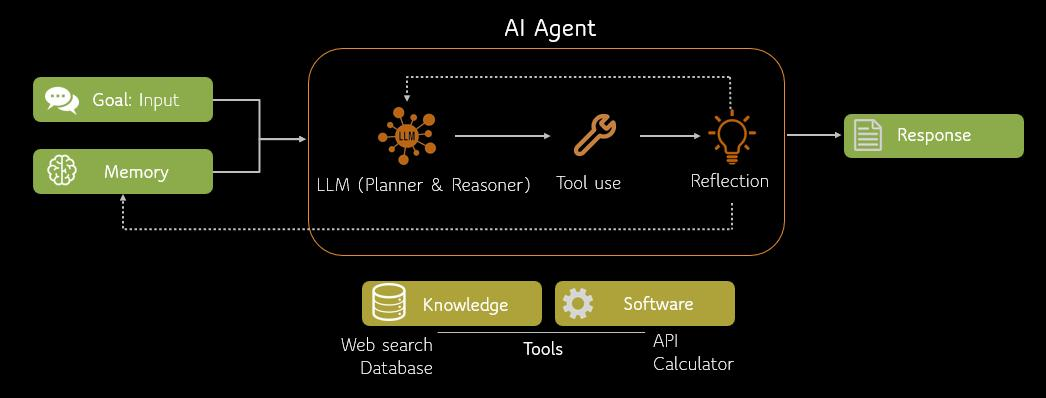 AI Agent
Goal: Input
Memory
LLM
LLM (Planner & Reasoner)
Tool use
Reflection
Response
Knowledge
Software
Web search
Database
Tools
API
Calculator